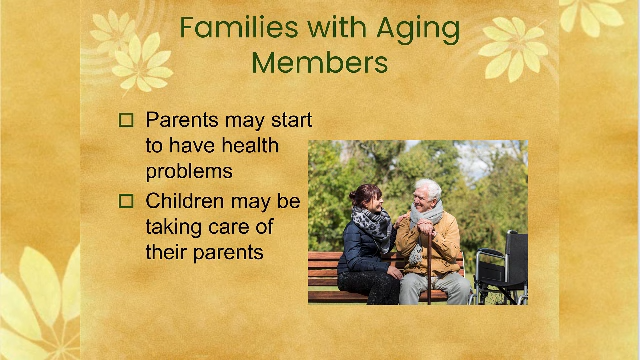 Families with Aging
Members
Parents may start
to have health
problems
Children may be
taking care of
their parents